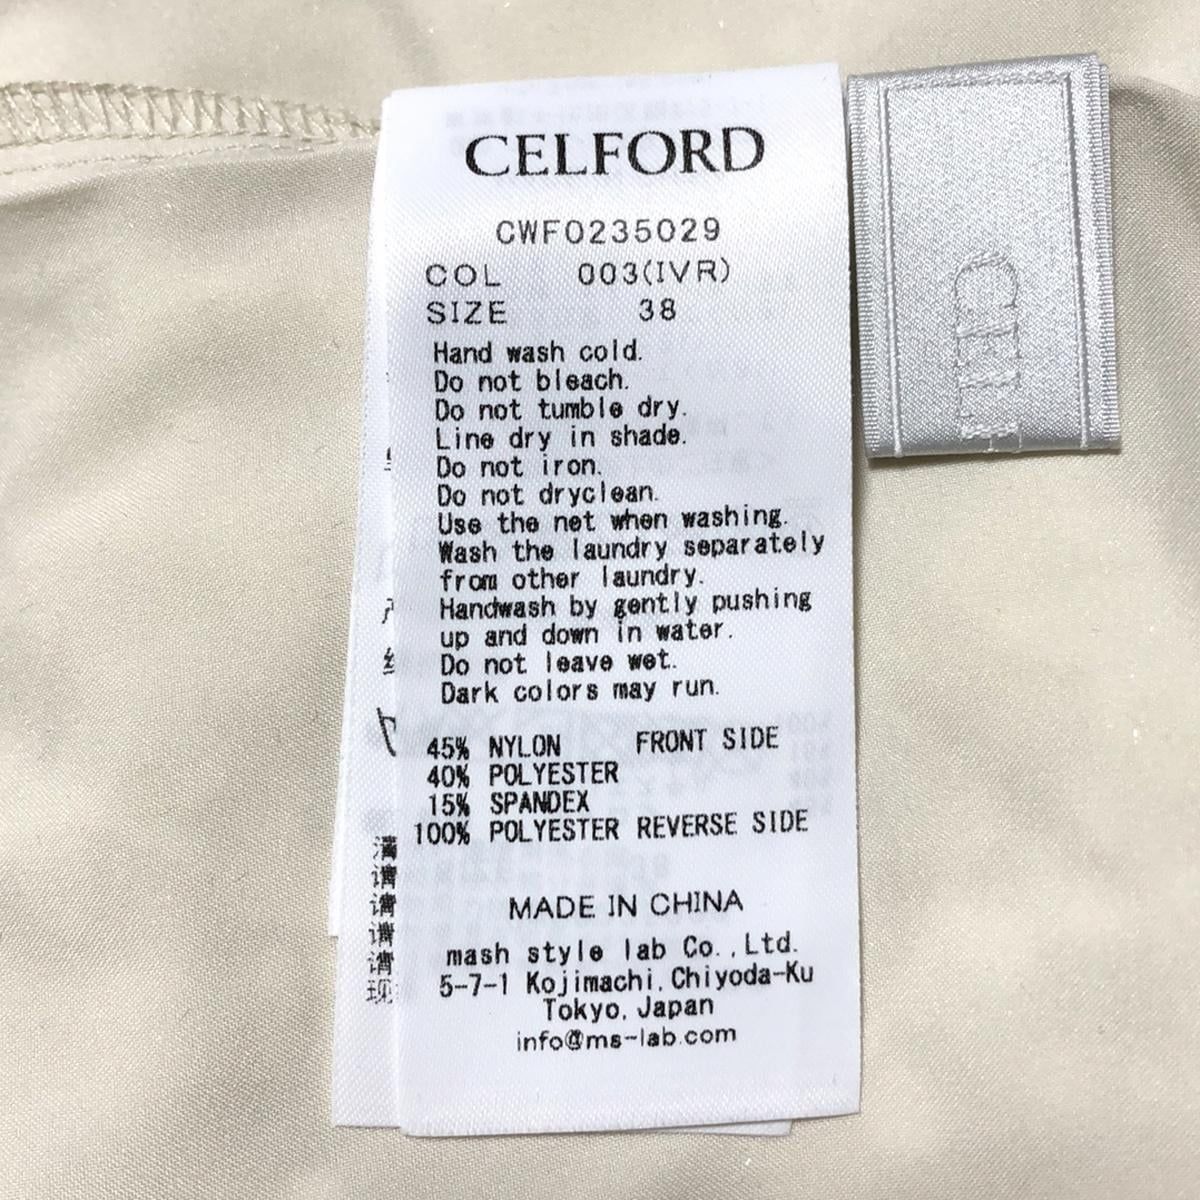 CELFORD
CWF0235029
COL 003(IVR)
SIZE 38
Hand wash cold.
Do not bleach.
Do not tumble dry.
Line dry in shade.
Do not iron.
Do not dryclean.
Use the net when washing.
Wash the laundry separately
from other laundry.
Handwash by gently pushing
up and down in water.
Do not leave wet.
Dark colors may run.
45% NYLON FRONT SIDE
40% POLYESTER
15% SPANDEX
100% POLYESTER REVERSE SIDE
MADE IN CHINA
mash style lab Co.,Ltd.
5-7-1 Kojimachi,Chiyoda-Ku
Tokyo,Japan
info@ms-lab.com